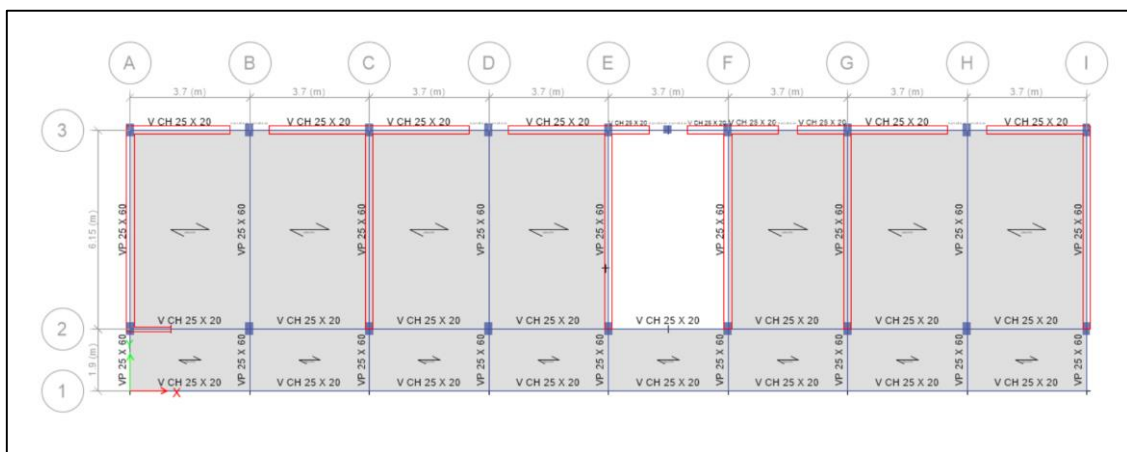 A B C D E F G H I
3.7 (m) 3.7 (m) 3.7 (m) 3.7 (m) 3.7 (m) 3.7 (m) 3.7 (m) 3.7 (m)
3 V CH 25 X 20 V CH 25 X 20 V CH 25 X 20 V CH 25 X 20 V CH 25 X 20 V CH 25 X 20 V CH 25 X 20 V CH 25 X 20 V CH 25 X 20 V CH 25 X 20
6.15 (m) VP 25 X 60 VP 25 X 60 VP 25 X 60 VP 25 X 60 VP 25 X 60 VP 25 X 60 VP 25 X 60 VP 25 X 60 VP 25 X 60
2 V CH 25 X 20 V CH 25 X 20 V CH 25 X 20 V CH 25 X 20 V CH 25 X 20 V CH 25 X 20 V CH 25 X 20 V CH 25 X 20
1.9 (m) VP 25 X 60 VP 25 X 60 VP 25 X 60 VP 25 X 60 VP 25 X 60 VP 25 X 60 VP 25 X 60 VP 25 X 60 VP 25 X 60
1 V CH 25 X 20 V CH 25 X 20 V CH 25 X 20 V CH 25 X 20 V CH 25 X 20 V CH 25 X 20 V CH 25 X 20 V CH 25 X 20
X